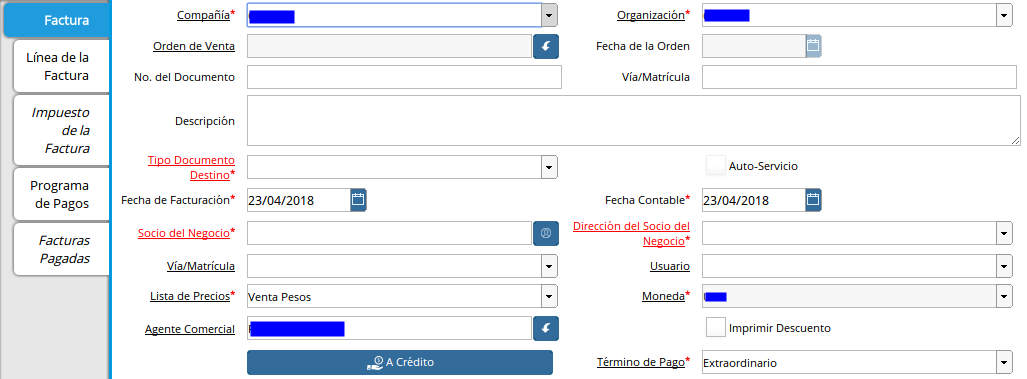 Factura
Línea de la
Factura
Impuesto
de la
Factura
Programa
de Pagos
Facturas
Pagadas
Compañía*
Organización*
Orden de Venta
Fecha de la Orden
No. del Documento
Vía/Matrícula
Descripción
Tipo Documento
Destino*
Auto-Servicio
Fecha de Facturación* 23/04/2018
Fecha Contable* 23/04/2018
Socio del Negocio*
Dirección del Socio del
Negocio*
Vía/Matrícula
Usuario
Lista de Precios* Venta Pesos
Moneda*
Agente Comercial
Imprimir Descuento
A Crédito
Término de Pago* Extraordinario